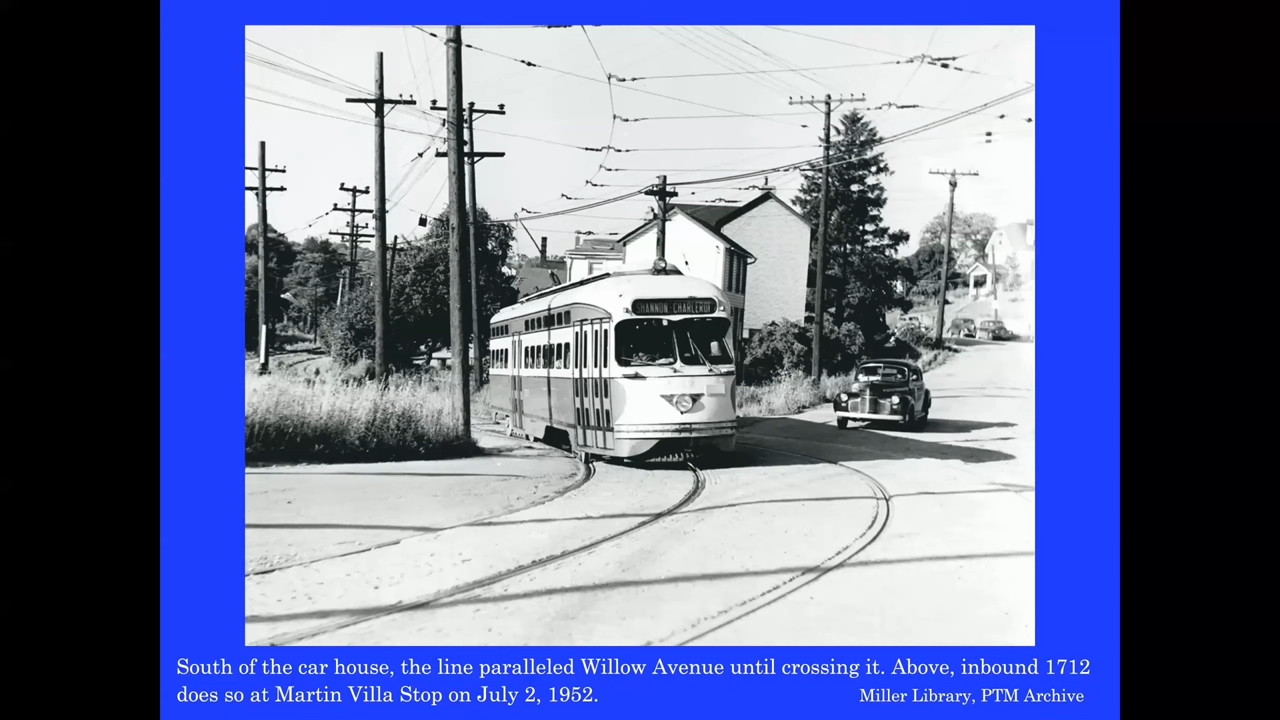 SHANNON-CHARLEROI
South of the car house, the line paralleled Willow Avenue until crossing it. Above, inbound 1712
does so at Martin Villa Stop on July 2, 1952.
Miller Library, PTM Archive